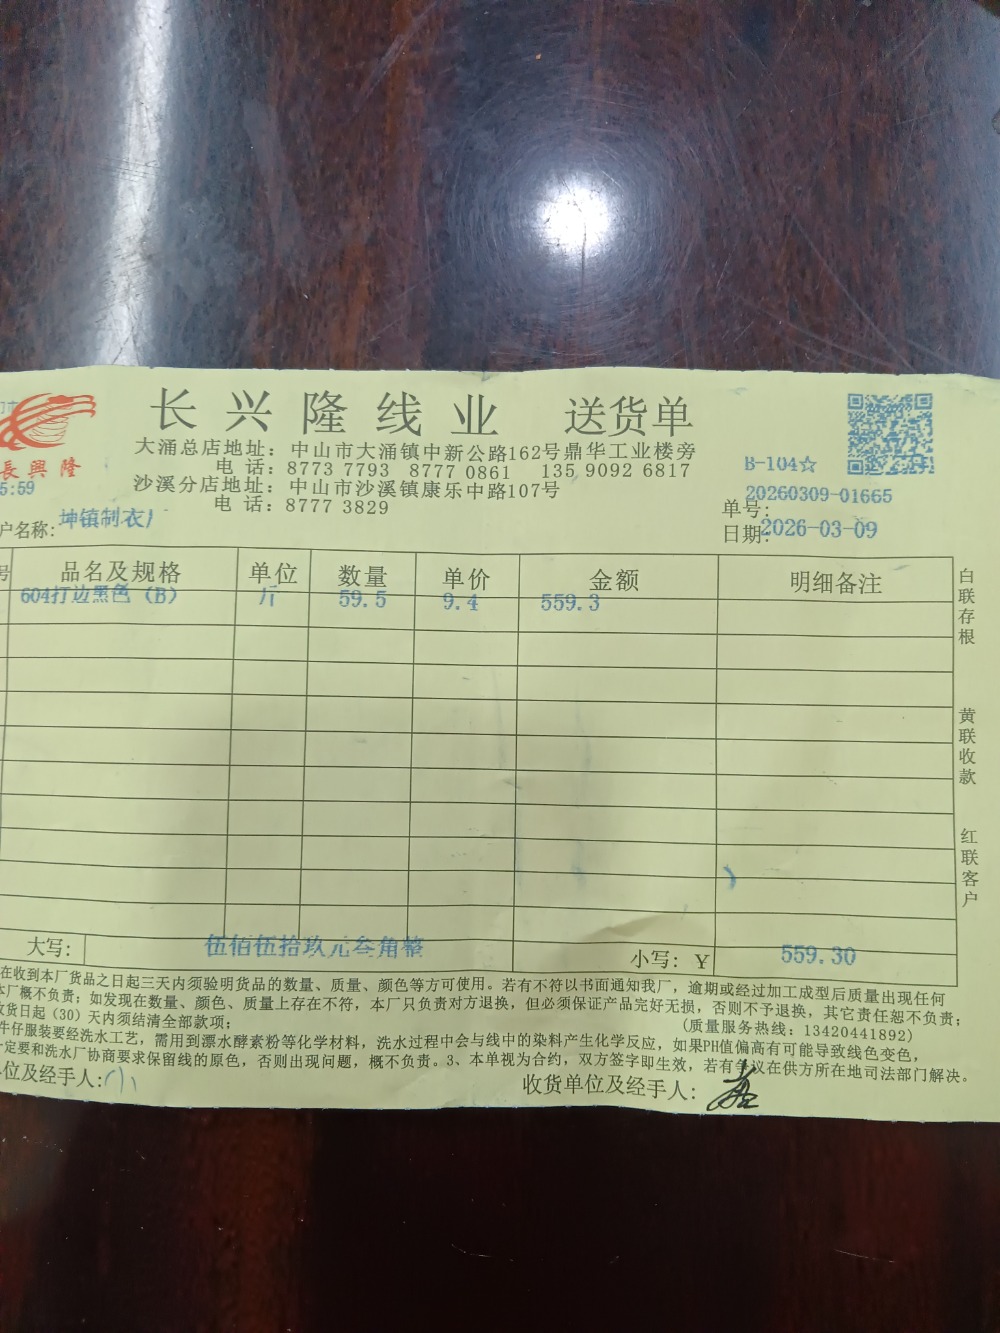 长兴隆线业 送货单
大涌总店地址：中山市大涌镇中新公路162号鼎华工业楼旁
电话：8773 7793 8777 0861 135 9092 6817
沙溪分店地址：中山市沙溪镇康乐中路107号
电话：8777 3829
長興隆
5:59
B-104☆
单号：20260309-01665
日期：2026-03-09
户名称：坤镇制衣厂
号 品名及规格 单位 数量 单价 金额 明细备注
604打边黑色（B） 斤 59.5 9.4 559.3
白联存根
黄联收款
红联客户
大写：伍佰伍拾玖元叁角整 小写：￥ 559.30
在收到本厂货品之日起三天内须验明货品的数量、质量、颜色等方可使用。若有不符以书面通知我厂，逾期或经过加工成型后质量出现任何
本厂概不负责；如发现在数量、颜色、质量上存在不符，本厂只负责对方退换，但必须保证产品完好无损，否则不予退换，其它责任恕不负责；
收货日起（30）天内须结清全部款项； （质量服务热线：13420441892）
牛仔服装要经洗水工艺，需用到漂水酵素粉等化学材料，洗水过程中会与线中的染料产生化学反应，如果PH值偏高有可能导致线色变色，
一定要和洗水厂协商要求保留线的原色，否则出现问题，概不负责。3、本单视为合约，双方签字即生效，若有争议在供方所在地司法部门解决。
单位及经手人： 收货单位及经手人：